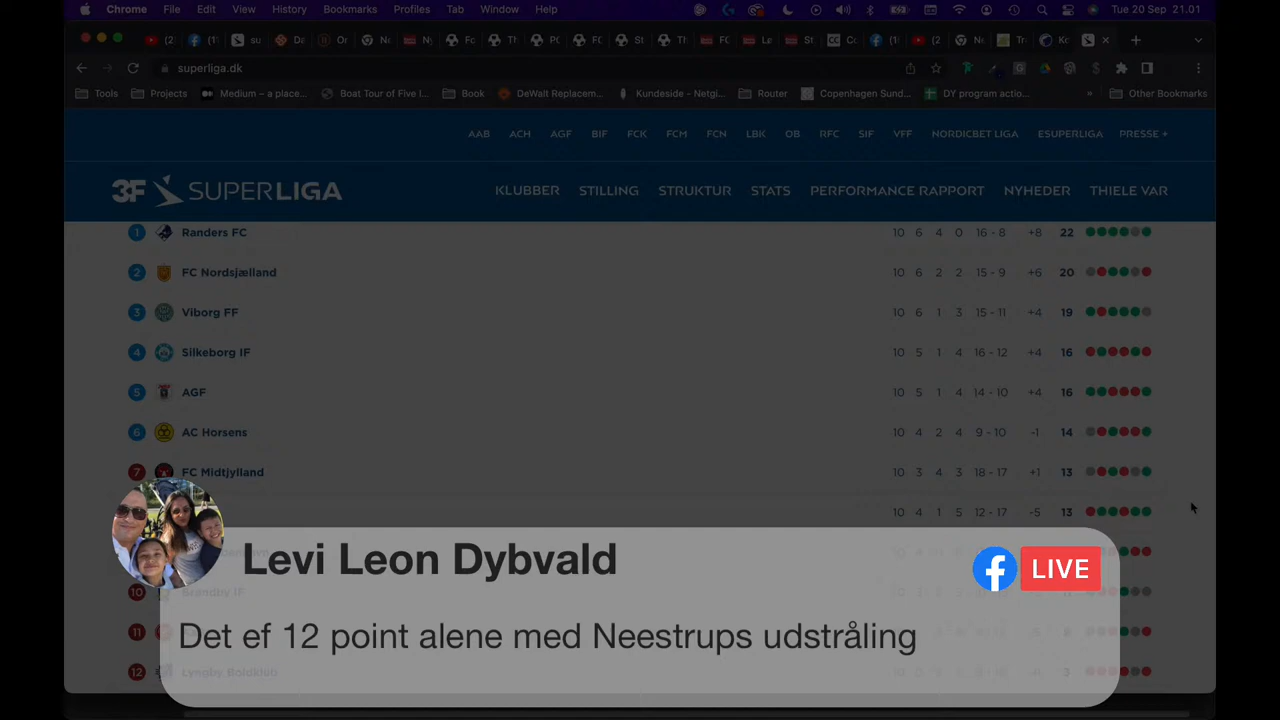 Chrome File Edit View History Bookmarks Profiles Tab Window Help Tue 20 Sep 21.01
superliga.dk
Tools Projects Medium – a place... Boat Tour of Five I... Book DeWalt Replacem... Kundeside - Netgi... Router Copenhagen Sund... DY program actio... » Other Bookmarks
AAB ACH AGF BIF FCK FCM FCN LBK OB RFC SIF VFF NORDICBET LIGA ESUPERLIGA PRESSE +
3F SUPERLIGA KLUBBER STILLING STRUKTUR STATS PERFORMANCE RAPPORT NYHEDER THIELE VAR
1 Randers FC 10 6 4 0 16 - 8 +8 22
2 FC Nordsjælland 10 6 2 2 15 - 9 +6 20
3 Viborg FF 10 6 1 3 15 - 11 +4 19
4 Silkeborg IF 10 5 1 4 16 - 12 +4 16
5 AGF 10 5 1 4 14 - 10 +4 16
6 AC Horsens 10 4 2 4 9 - 10 -1 14
7 FC Midtjylland 10 3 4 3 18 - 17 +1 13
10 4 1 5 12 - 17 -5 13
Levi Leon Dybvald
LIVE
10 Brøndby IF
Det ef 12 point alene med Neestrups udstråling
11
12 Lyngby Boldklub 3